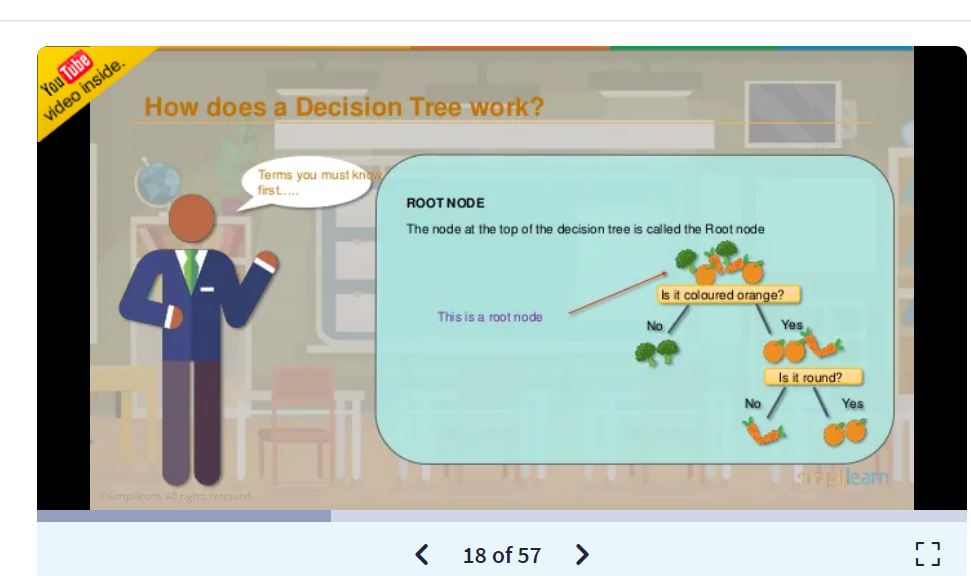 YouTube
video inside.
How does a Decision Tree work?
Terms you must know
first.....
ROOT NODE
The node at the top of the decision tree is called the Root node
Is it coloured orange?
This is a root node
No
Yes
Is it round?
No
Yes
simplilearn
©Simplilearn. All rights reserved.
18 of 57